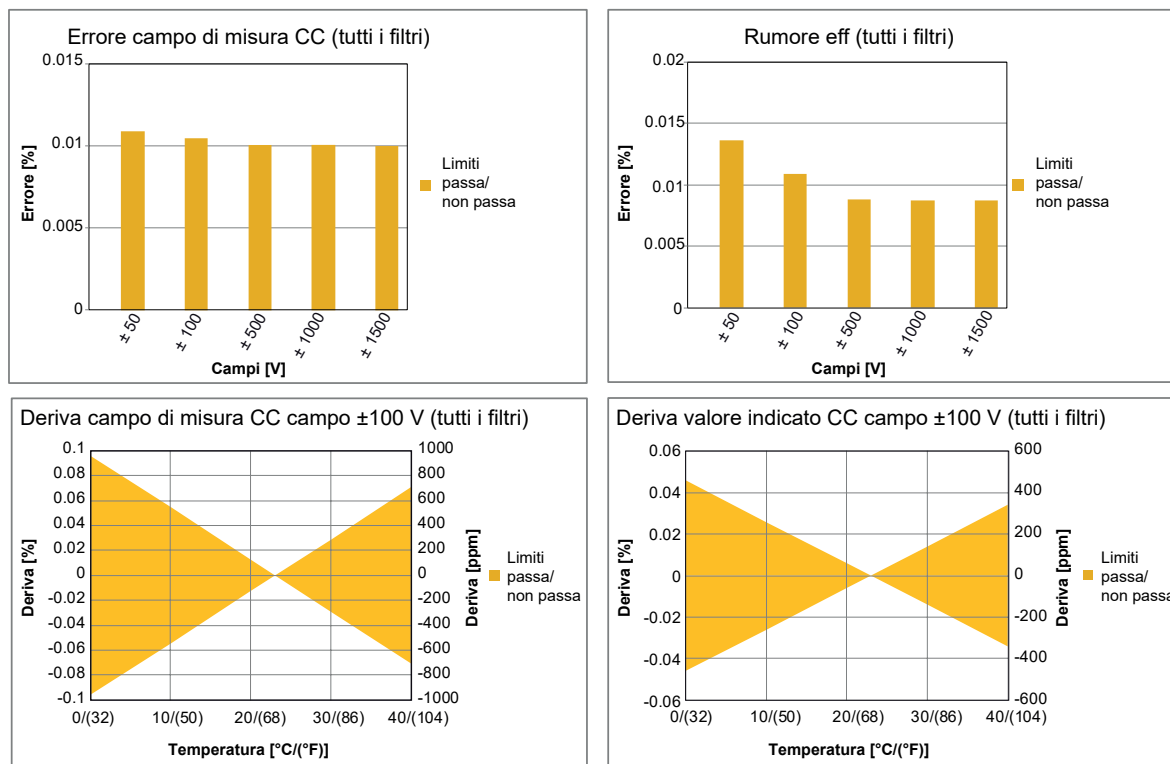 Errore campo di misura CC (tutti i filtri)
0.015
0.01
0.005
0
Errore [%]
± 50
± 100
± 500
± 1000
± 1500
Campi [V]
Limiti
passa/
non passa
Rumore eff (tutti i filtri)
0.02
0.015
0.01
0.005
0
Errore [%]
± 50
± 100
± 500
± 1000
± 1500
Campi [V]
Limiti
passa/
non passa
Deriva campo di misura CC campo ±100 V (tutti i filtri)
0.1
0.08
0.06
0.04
0.02
0
-0.02
-0.04
-0.06
-0.08
-0.1
Deriva [%]
1000
800
600
400
200
0
-200
-400
-600
-800
-1000
Deriva [ppm]
0/(32)
10/(50)
20/(68)
30/(86)
40/(104)
Temperatura [°C/(°F)]
Limiti
passa/
non passa
Deriva valore indicato CC campo ±100 V (tutti i filtri)
0.06
0.04
0.02
0
-0.02
-0.04
-0.06
Deriva [%]
600
400
200
0
-200
-400
-600
Deriva [ppm]
0/(32)
10/(50)
20/(68)
30/(86)
40/(104)
Temperatura [°C/(°F)]
Limiti
passa/
non passa